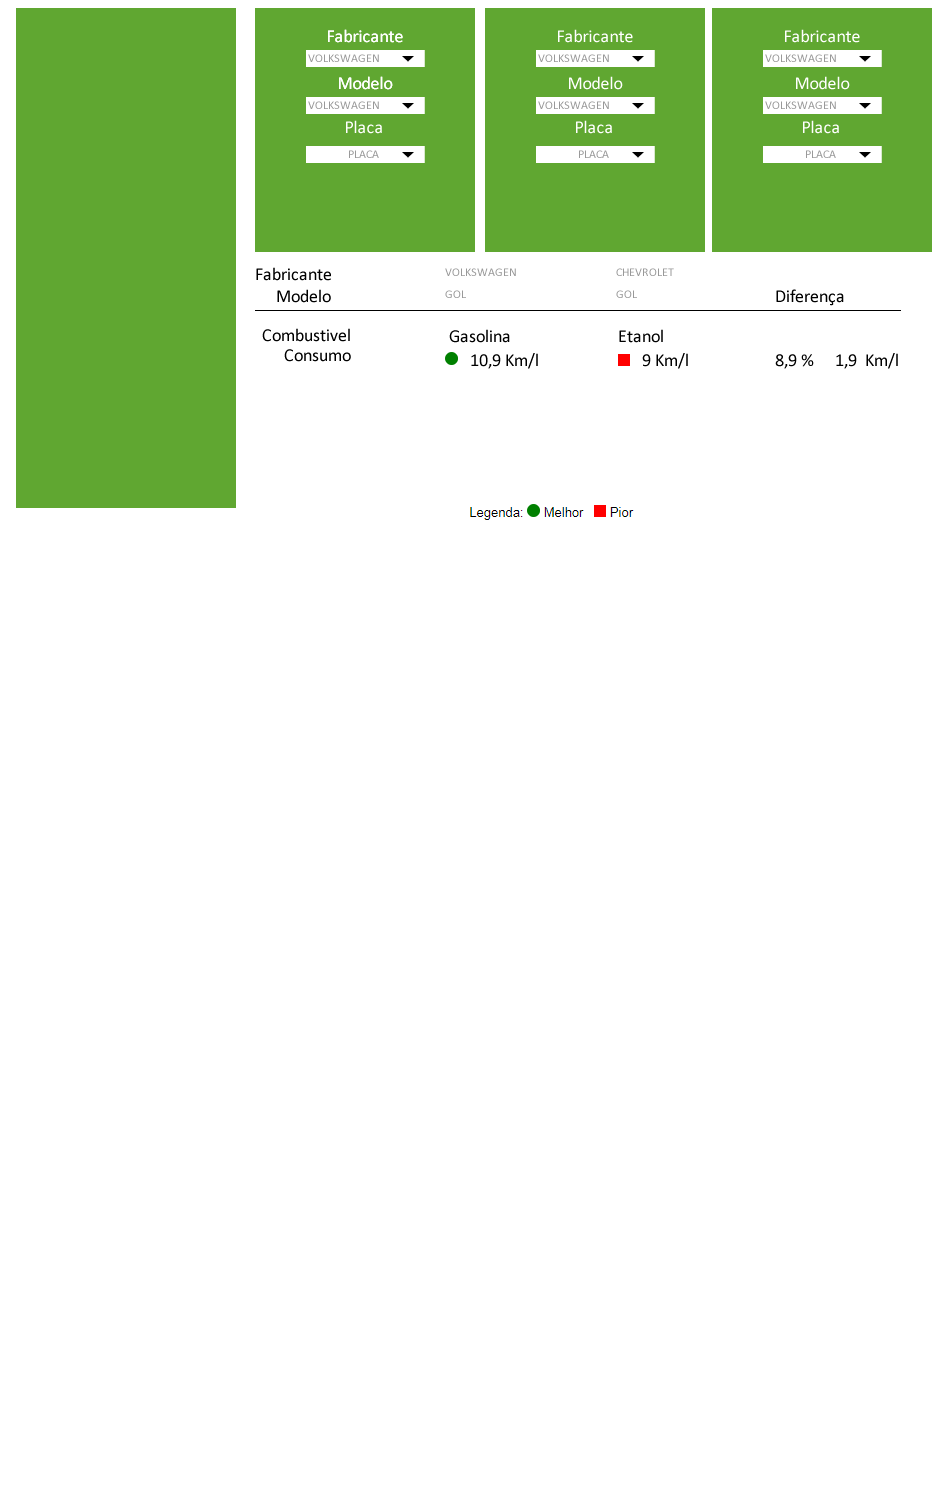 Fabricante
VOLKSWAGEN
Modelo
VOLKSWAGEN
Placa
PLACA
Fabricante
VOLKSWAGEN
Modelo
VOLKSWAGEN
Placa
PLACA
Fabricante
VOLKSWAGEN
Modelo
VOLKSWAGEN
Placa
PLACA
Fabricante VOLKSWAGEN CHEVROLET
Modelo GOL GOL Diferença
Combustivel Gasolina Etanol
Consumo 10,9 Km/l 9 Km/l 8,9 % 1,9 Km/l
Legenda: Melhor Pior